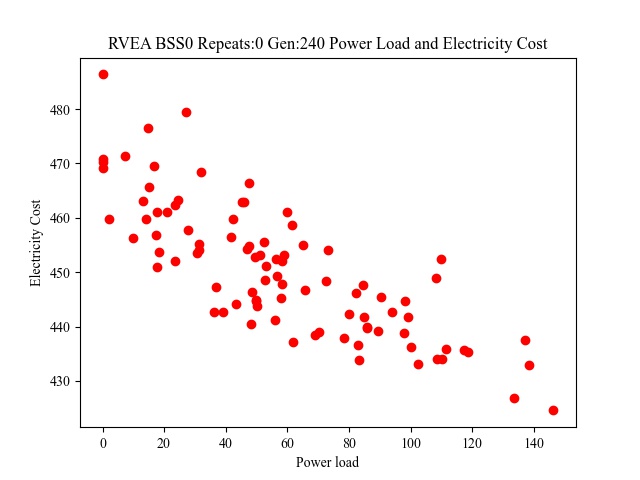 RVEA BSS0 Repeats:0 Gen:240 Power Load and Electricity Cost
480
470
460
450
440
430
Electricity Cost
0 20 40 60 80 100 120 140
Power load